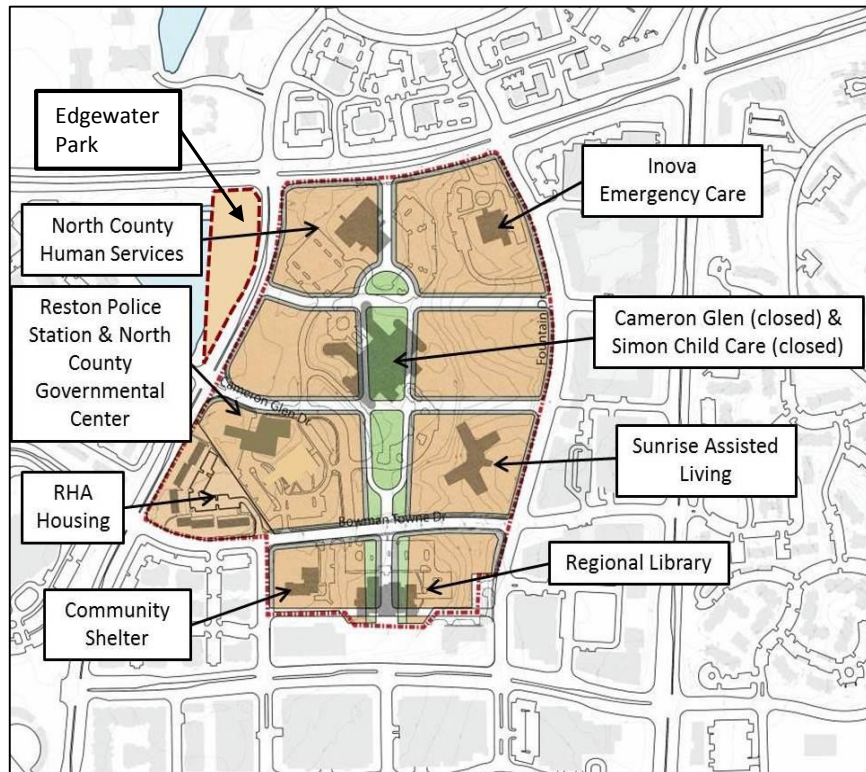 Edgewater
Park
Inova
Emergency Care
North County
Human Services
Reston Police
Station & North
County
Governmental
Center
Cameron Glen (closed) &
Simon Child Care (closed)
Fountain Dr
Cameron Glen Dr
Sunrise Assisted
Living
RHA
Housing
Bowman Towne Dr
Regional Library
Community
Shelter